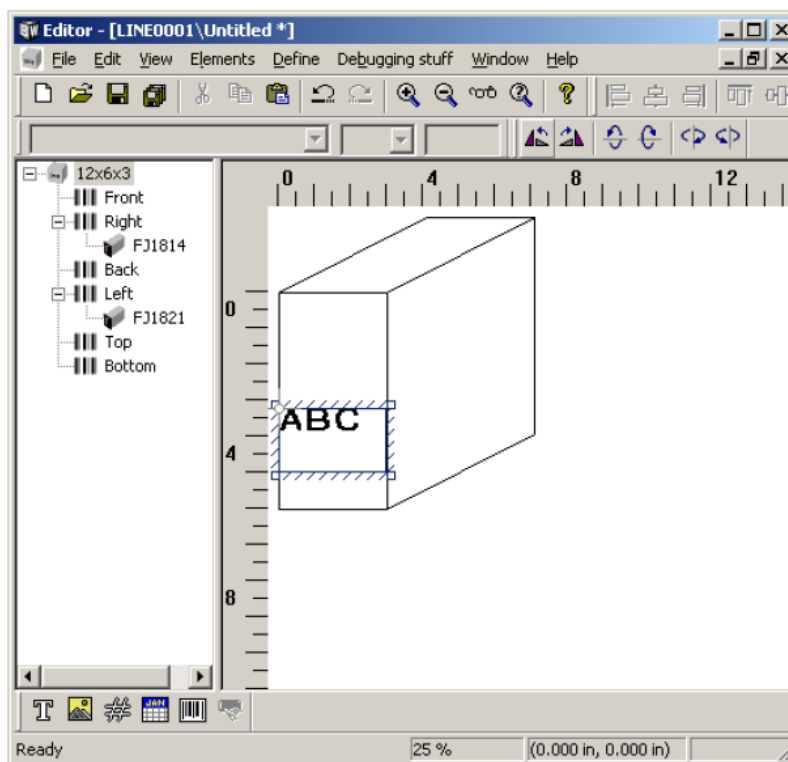 Editor - [LINE0001\Untitled *]
File Edit View Elements Define Debugging stuff Window Help
12x6x3
Front
Right
FJ1814
Back
Left
FJ1821
Top
Bottom
0 4 8 12
0
4
8
ABC
T JAN
Ready 25 % (0.000 in, 0.000 in)